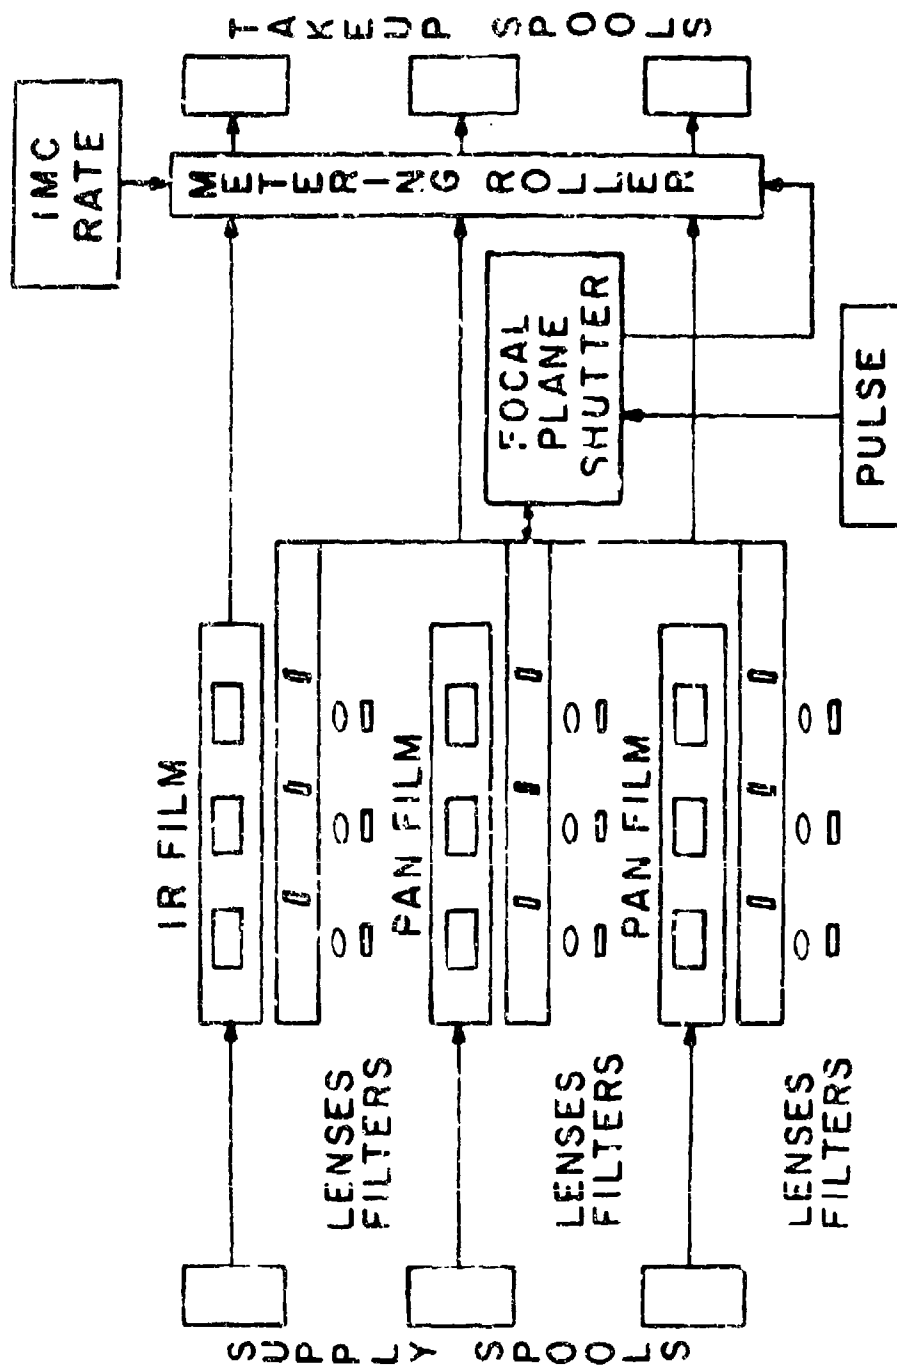 SUPPLY SPOOLS
IR FILM
LENSES
FILTERS
PAN FILM
LENSES
FILTERS
PAN FILM
LENSES
FILTERS
FOCAL
PLANE
SHUTTER
PULSE
IMC
RATE
METERING ROLLER
TAKEUP SPOOLS